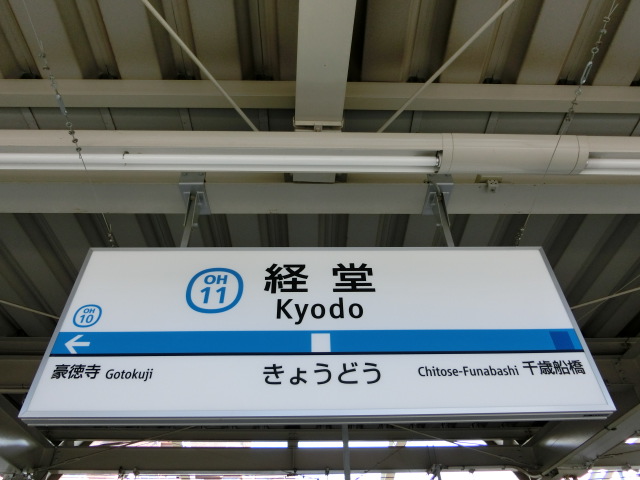 OH
11
経堂
Kyodo
OH
10
←
豪徳寺 Gotokuji
きょうどう
Chitose-Funabashi 千歳船橋